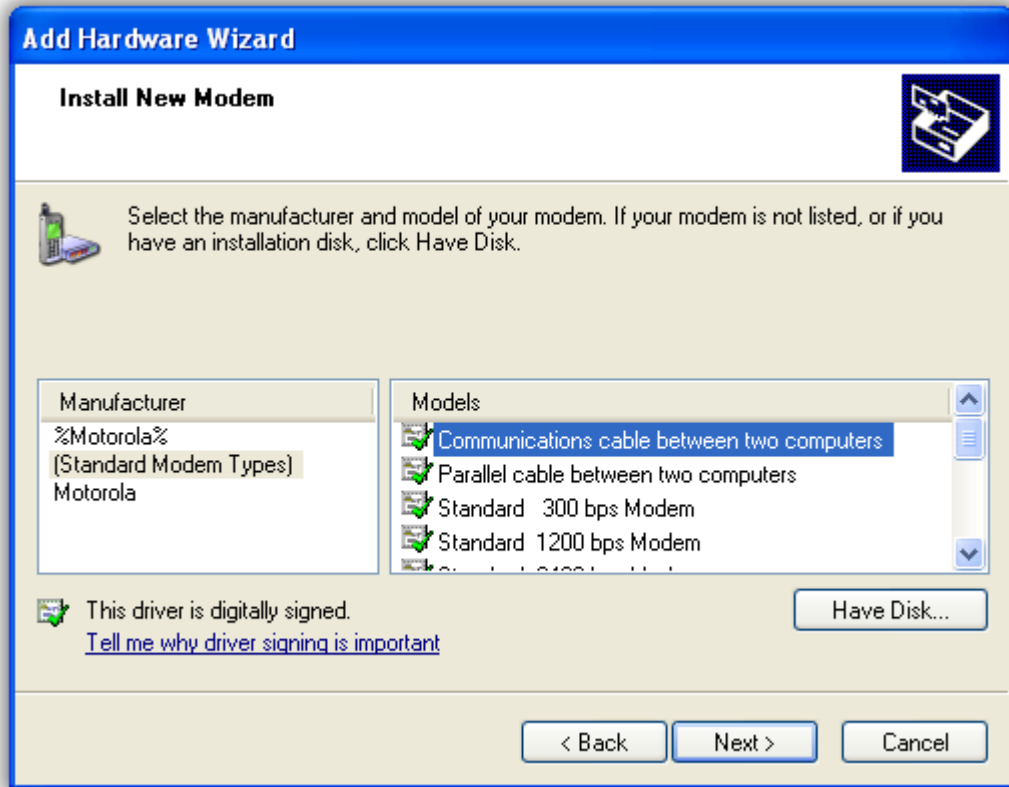 Add Hardware Wizard
Install New Modem
Select the manufacturer and model of your modem. If your modem is not listed, or if you
have an installation disk, click Have Disk.
Manufacturer
%Motorola%
(Standard Modem Types)
Motorola
Models
Communications cable between two computers
Parallel cable between two computers
Standard   300 bps Modem
Standard  1200 bps Modem
This driver is digitally signed.
Tell me why driver signing is important
Have Disk...
< Back
Next >
Cancel